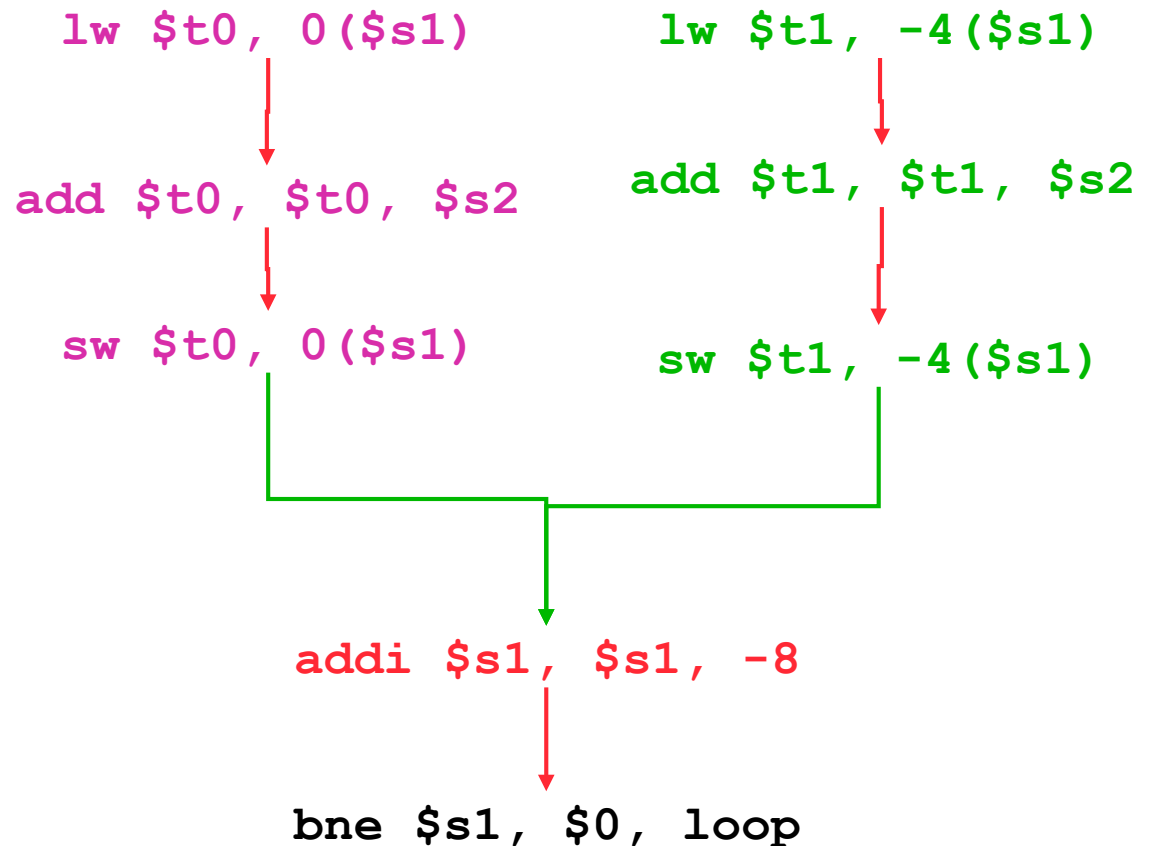 lw $t0, 0($s1)
lw $t1, -4($s1)
add $t0, $t0, $s2
add $t1, $t1, $s2
sw $t0, 0($s1)
sw $t1, -4($s1)
addi $s1, $s1, -8
bne $s1, $0, loop